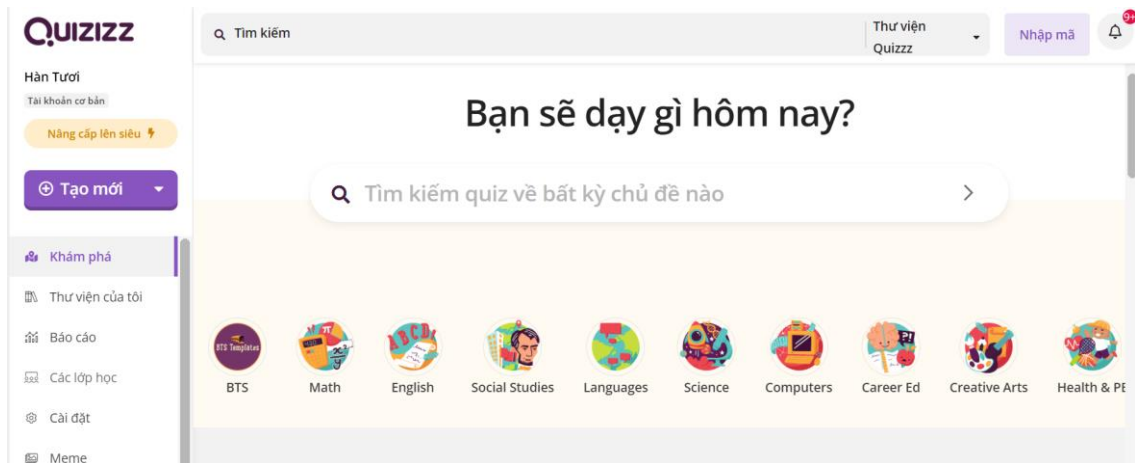 QUIZIZZ
Hàn Tươi
Tài khoản cơ bản
Nâng cấp lên siêu
Tạo mới
Khám phá
Thư viện của tôi
Báo cáo
Các lớp học
Cài đặt
Meme
Tìm kiếm
Thư viện
Quizzz
Nhập mã
9+
Bạn sẽ dạy gì hôm nay?
Tìm kiếm quiz về bất kỳ chủ đề nào
BTS Templates
ABCD
BTS
Math
English
Social Studies
Languages
Science
Computers
Career Ed
Creative Arts
Health & PE